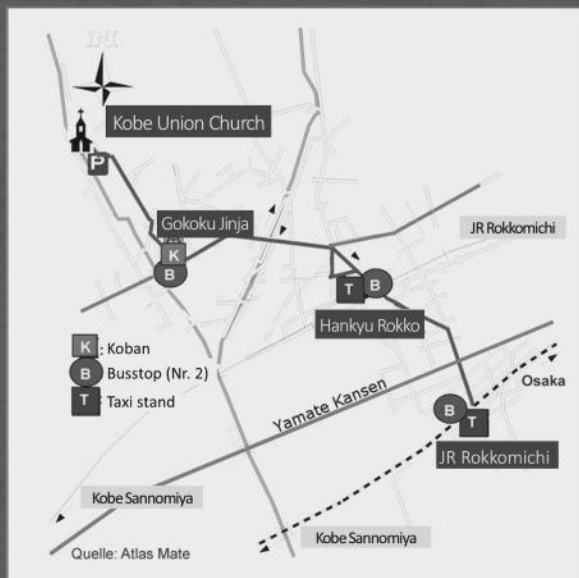 N
Kobe Union Church
P
Gokoku Jinja
K
B
JR Rokkomichi
B
T
Hankyu Rokko
K : Koban
B Busstop (Nr. 2)
T : Taxi stand
Yamate Kansen
Osaka
B
T
JR Rokkomichi
Kobe Sannomiya
Kobe Sannomiya
Quelle: Atlas Mate